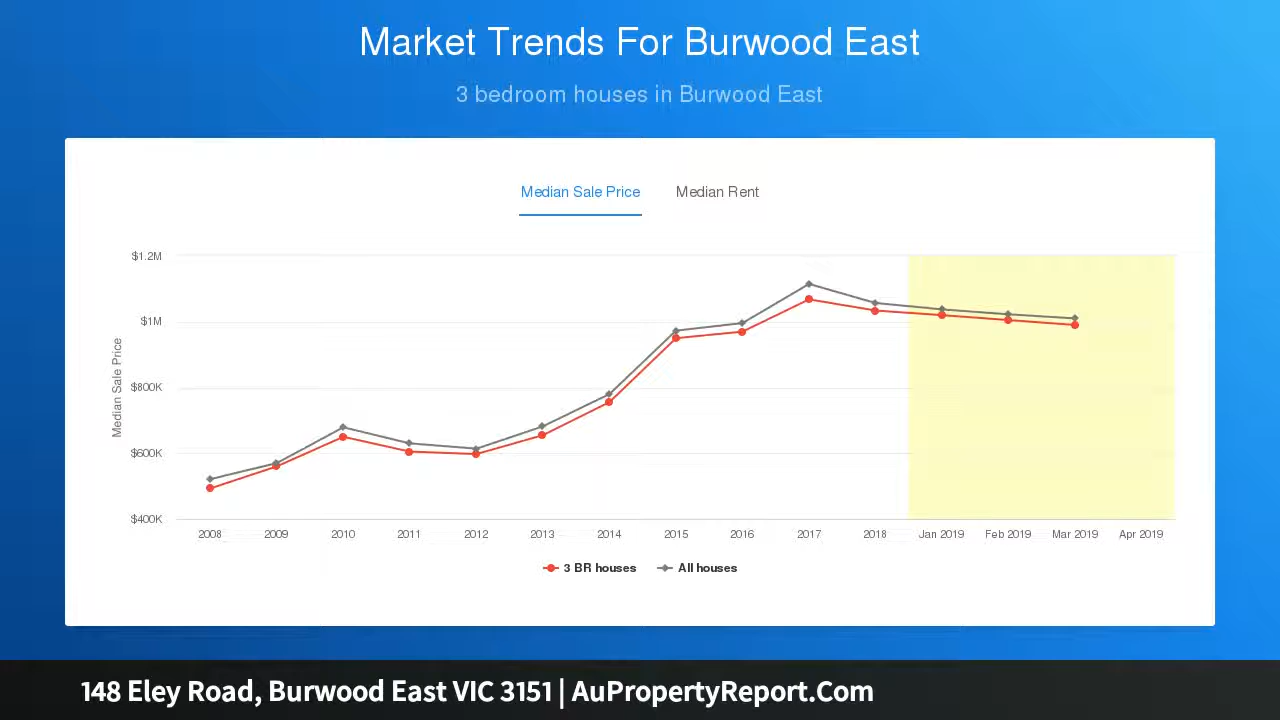 Market Trends For Burwood East
3 bedroom houses in Burwood East
Median Sale Price Median Rent
$1.2M
$1M
$800K
$600K
$400K
Median Sale Price
2008 2009 2010 2011 2012 2013 2014 2015 2016 2017 2018 Jan 2019 Feb 2019 Mar 2019 Apr 2019
3 BR houses All houses
148 Eley Road, Burwood East VIC 3151 | AuPropertyReport.Com